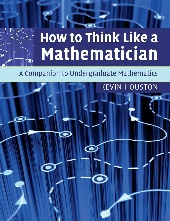 How to Think Like a
Mathematician
A Companion to Undergraduate Mathematics
KEVIN HOUSTON